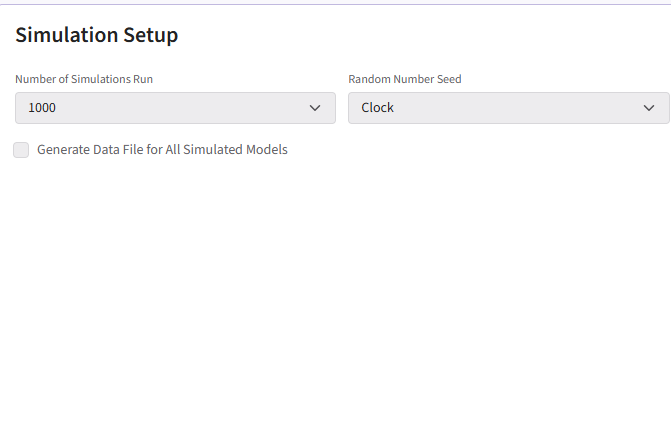 Simulation Setup
Number of Simulations Run
Random Number Seed
1000
Clock
Generate Data File for All Simulated Models